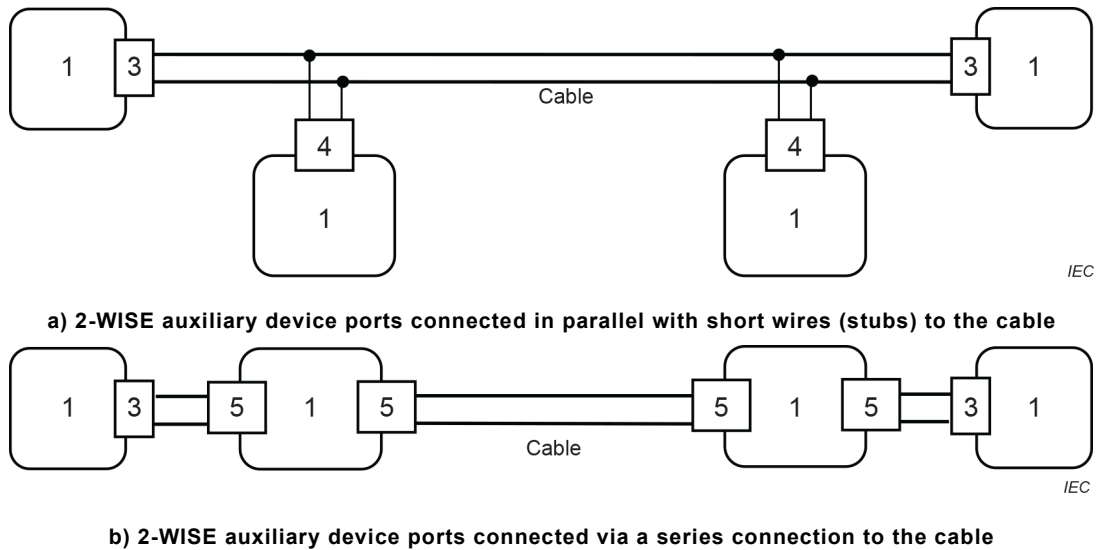 1 3 3 1
Cable
4 4
1 1
IEC
a) 2-WISE auxiliary device ports connected in parallel with short wires (stubs) to the cable
1 3 5 1 5 5 1 5 3 1
Cable
IEC
b) 2-WISE auxiliary device ports connected via a series connection to the cable